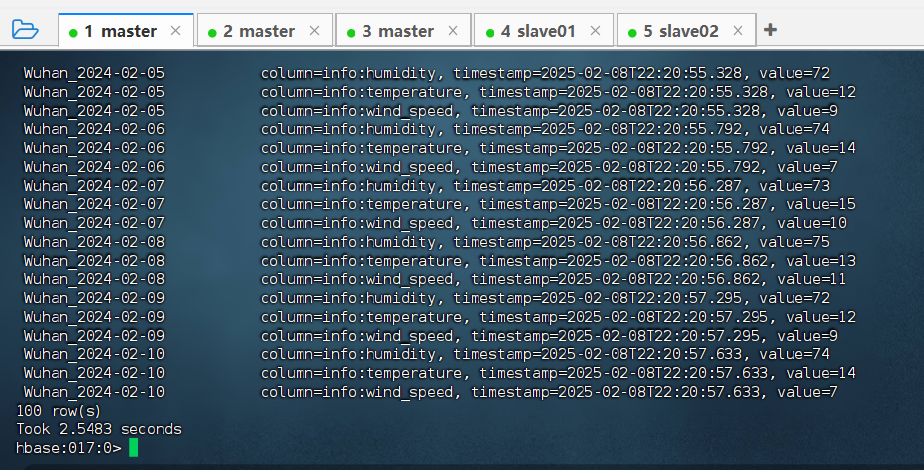 1 master × 2 master × 3 master × 4 slave01 × 5 slave02 × +
Wuhan_2024-02-05 column=info:humidity, timestamp=2025-02-08T22:20:55.328, value=72
Wuhan_2024-02-05 column=info:temperature, timestamp=2025-02-08T22:20:55.328, value=12
Wuhan_2024-02-05 column=info:wind_speed, timestamp=2025-02-08T22:20:55.328, value=9
Wuhan_2024-02-06 column=info:humidity, timestamp=2025-02-08T22:20:55.792, value=74
Wuhan_2024-02-06 column=info:temperature, timestamp=2025-02-08T22:20:55.792, value=14
Wuhan_2024-02-06 column=info:wind_speed, timestamp=2025-02-08T22:20:55.792, value=7
Wuhan_2024-02-07 column=info:humidity, timestamp=2025-02-08T22:20:56.287, value=73
Wuhan_2024-02-07 column=info:temperature, timestamp=2025-02-08T22:20:56.287, value=15
Wuhan_2024-02-07 column=info:wind_speed, timestamp=2025-02-08T22:20:56.287, value=10
Wuhan_2024-02-08 column=info:humidity, timestamp=2025-02-08T22:20:56.862, value=75
Wuhan_2024-02-08 column=info:temperature, timestamp=2025-02-08T22:20:56.862, value=13
Wuhan_2024-02-08 column=info:wind_speed, timestamp=2025-02-08T22:20:56.862, value=11
Wuhan_2024-02-09 column=info:humidity, timestamp=2025-02-08T22:20:57.295, value=72
Wuhan_2024-02-09 column=info:temperature, timestamp=2025-02-08T22:20:57.295, value=12
Wuhan_2024-02-09 column=info:wind_speed, timestamp=2025-02-08T22:20:57.295, value=9
Wuhan_2024-02-10 column=info:humidity, timestamp=2025-02-08T22:20:57.633, value=74
Wuhan_2024-02-10 column=info:temperature, timestamp=2025-02-08T22:20:57.633, value=14
Wuhan_2024-02-10 column=info:wind_speed, timestamp=2025-02-08T22:20:57.633, value=7
100 row(s)
Took 2.5483 seconds
hbase:017:0>